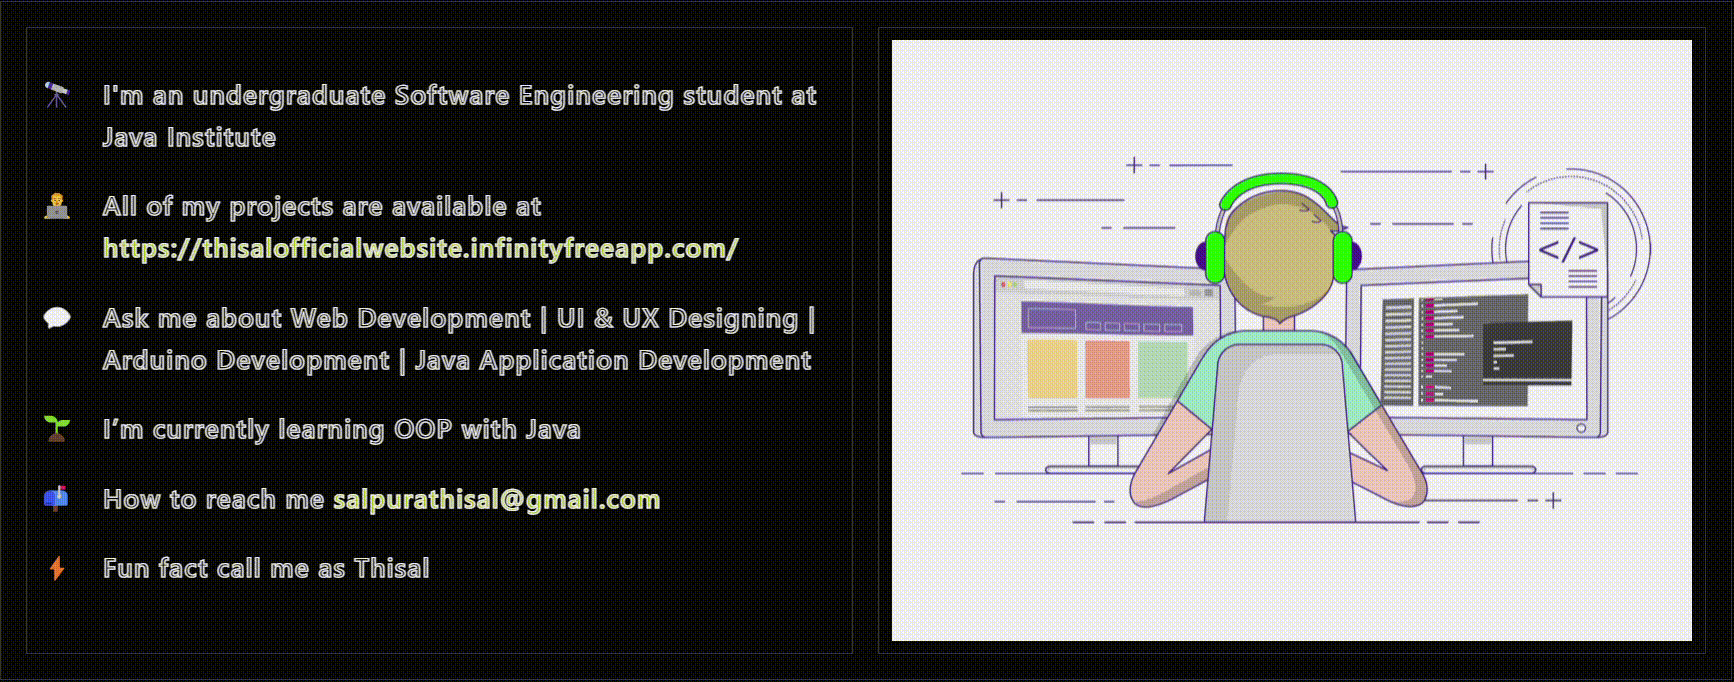 I'm an undergraduate Software Engineering student at
Java Institute
All of my projects are available at
https://thisalofficialwebsite.infinityfreeapp.com/
Ask me about Web Development | UI & UX Designing |
Arduino Development | Java Application Development
I’m currently learning OOP with Java
How to reach me salpurathisal@gmail.com
Fun fact call me as Thisal
</>